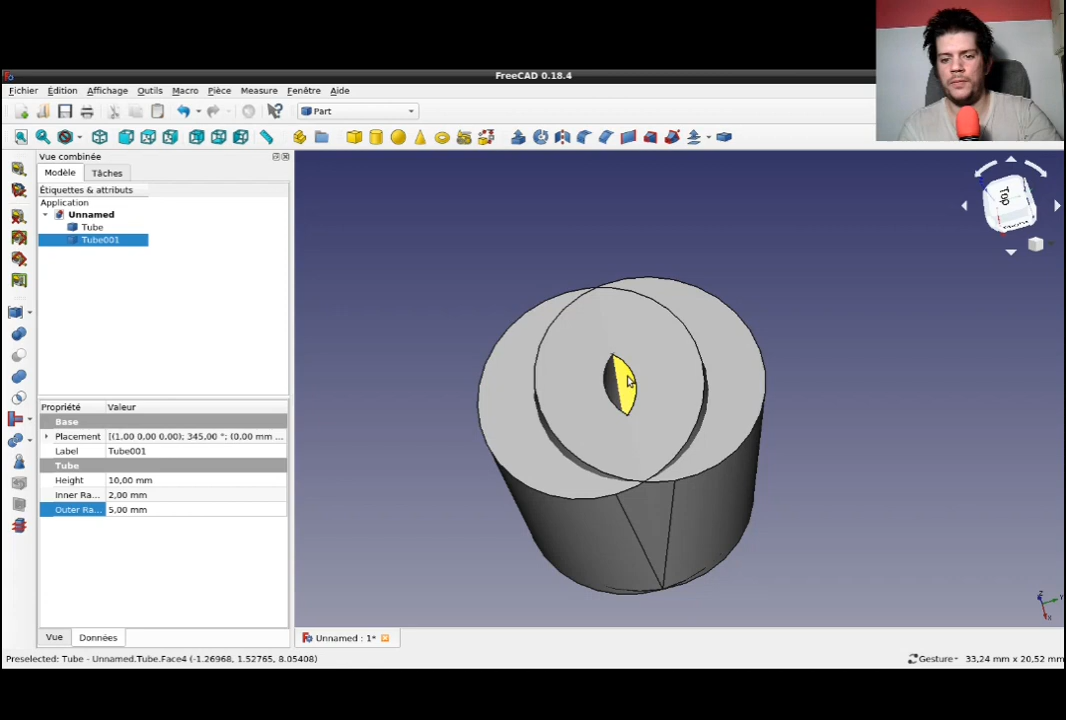 FreeCAD 0.18.4
Fichier Édition Affichage Outils Macro Pièce Measure Fenêtre Aide
Part
Vue combinée
Modèle Tâches
Étiquettes & attributs
Application
Unnamed
Tube
Tube001
Top
Propriété Valeur
Base
Placement [(1.00 0.00 0.00); 345.00 °; (0.00 mm ...
Label Tube001
Tube
Height 10,00 mm
Inner Ra... 2,00 mm
Outer Ra... 5,00 mm
Z
Y
X
Vue Données
Unnamed : 1*
Preselected: Tube - Unnamed.Tube.Face4 (-1.26968, 1.52765, 8.05408)
Gesture 33,24 mm x 20,52 mm